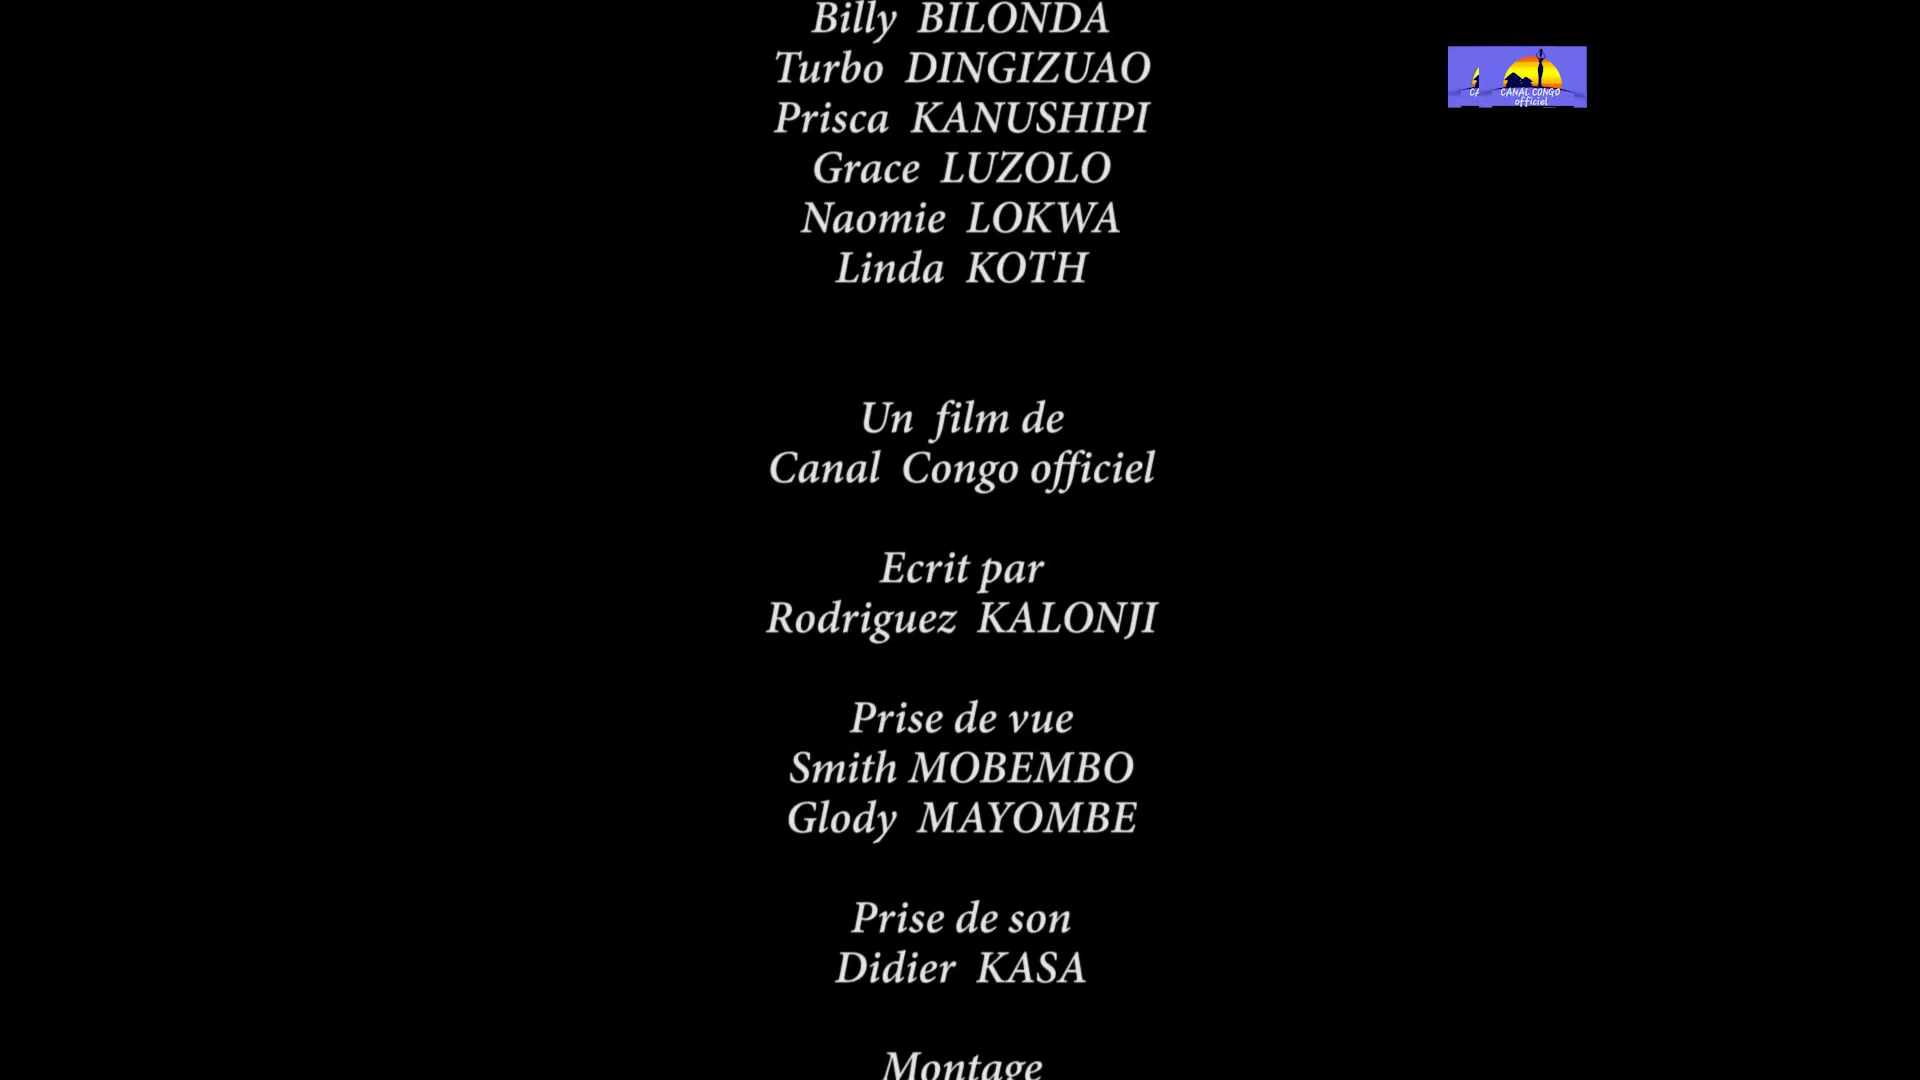 Billy BILONDA
Turbo DINGIZUAO
Prisca KANUSHIPI
Grace LUZOLO
Naomie LOKWA
Linda KOTH
Un film de
Canal Congo officiel
Ecrit par
Rodriguez KALONJI
Prise de vue
Smith MOBEMBO
Glody MAYOMBE
Prise de son
Didier KASA
Montage
CA
CANAL CONGO
officiel